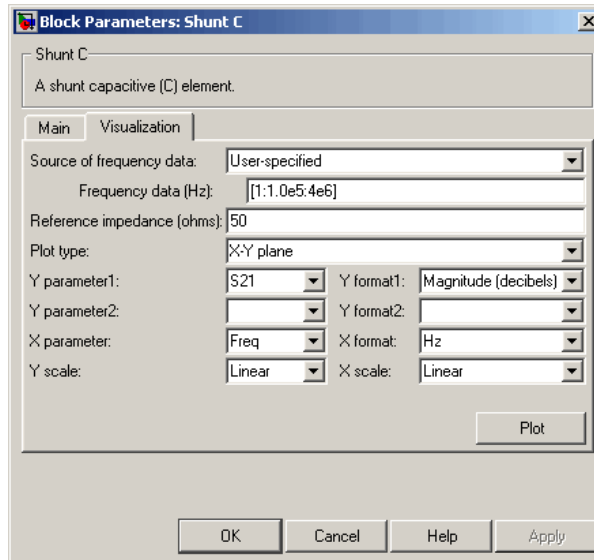 Block Parameters: Shunt C
Shunt C
A shunt capacitive (C) element.
Main Visualization
Source of frequency data: User-specified
Frequency data (Hz): [1:1.0e5:4e6]
Reference impedance (ohms): 50
Plot type: X-Y plane
Y parameter1: S21 Y format1: Magnitude (decibels)
Y parameter2: Y format2:
X parameter: Freq X format: Hz
Y scale: Linear X scale: Linear
Plot
OK Cancel Help Apply